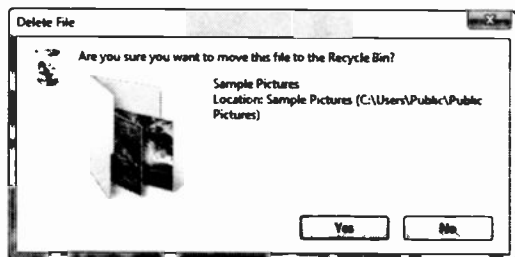 Delete File
Are you sure you want to move this file to the Recycle Bin?
Sample Pictures
Location: Sample Pictures (C:\Users\Public\Public
Pictures)
Yes
No